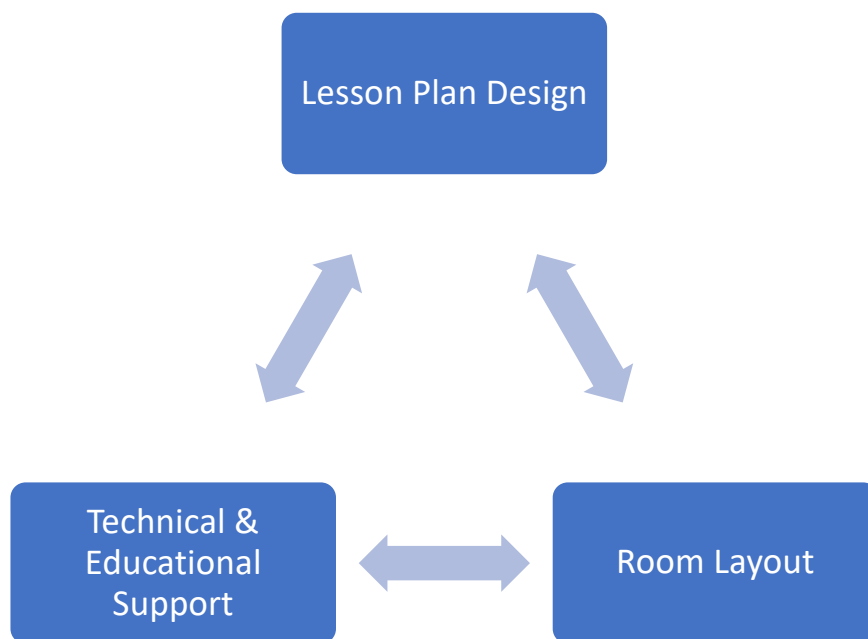 Lesson Plan Design
Technical &
Educational
Support
Room Layout